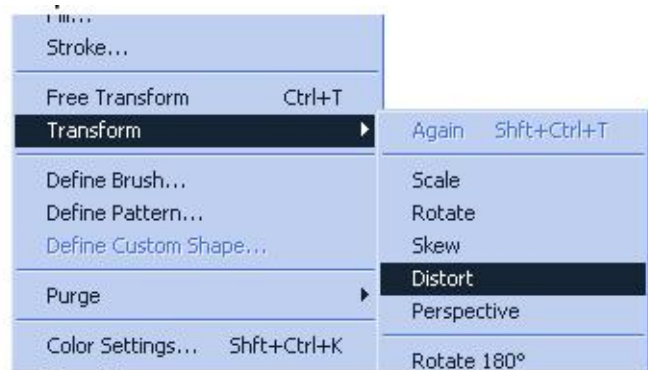 Fill...
Stroke...
Free Transform Ctrl+T
Transform
Define Brush...
Define Pattern...
Define Custom Shape...
Purge
Color Settings... Shft+Ctrl+K
Again Shft+Ctrl+T
Scale
Rotate
Skew
Distort
Perspective
Rotate 180°